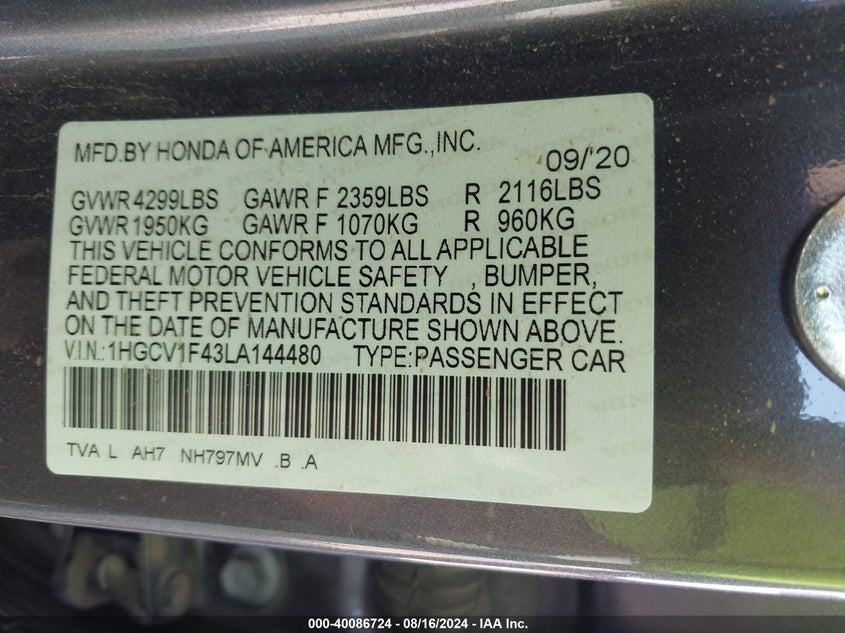 MFD.BY HONDA OF AMERICA MFG.,INC. 09/'20
GVWR 4299LBS GAWR F 2359LBS R 2116LBS
GVWR 1950KG GAWR F 1070KG R 960KG
THIS VEHICLE CONFORMS TO ALL APPLICABLE
FEDERAL MOTOR VEHICLE SAFETY , BUMPER,
AND THEFT PREVENTION STANDARDS IN EFFECT
ON THE DATE OF MANUFACTURE SHOWN ABOVE.
V.I.N.:1HGCV1F43LA144480 TYPE:PASSENGER CAR
TVA L AH7 NH797MV .B .A
000-40086724 - 08/16/2024 - IAA Inc.